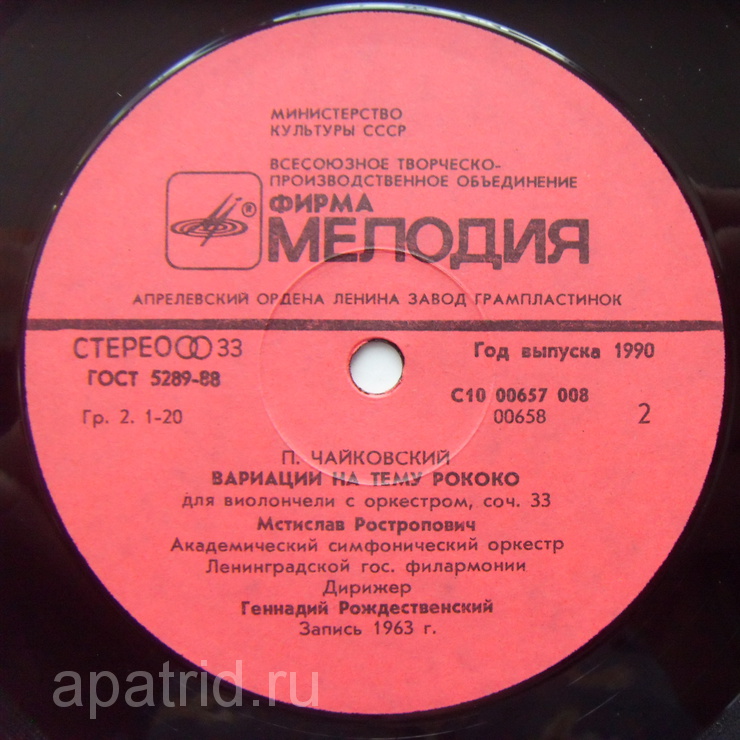 МИНИСТЕРСТВО
КУЛЬТУРЫ СССР
ВСЕСОЮЗНОЕ ТВОРЧЕСКО-
ПРОИЗВОДСТВЕННОЕ ОБЪЕДИНЕНИЕ
ФИРМА
® МЕЛОДИЯ
АПРЕЛЕВСКИЙ ОРДЕНА ЛЕНИНА ЗАВОД ГРАМПЛАСТИНОК
СТЕРЕО 33
Год выпуска 1990
ГОСТ 5289-88
С10 00657 008
Гр. 2. 1-20
00658 2
П. ЧАЙКОВСКИЙ
ВАРИАЦИИ НА ТЕМУ РОКОКО
для виолончели с оркестром, соч. 33
Мстислав Ростропович
Академический симфонический оркестр
Ленинградской гос. филармонии
Дирижер
Геннадий Рождественский
Запись 1963 г.
apatrid.ru